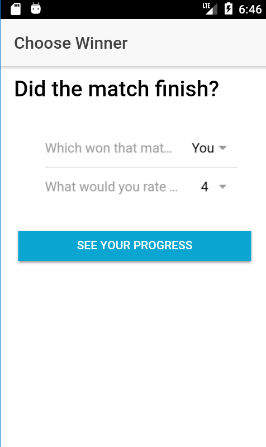 LTE 6:46
Choose Winner
Did the match finish?
Which won that mat... You
What would you rate ... 4
SEE YOUR PROGRESS